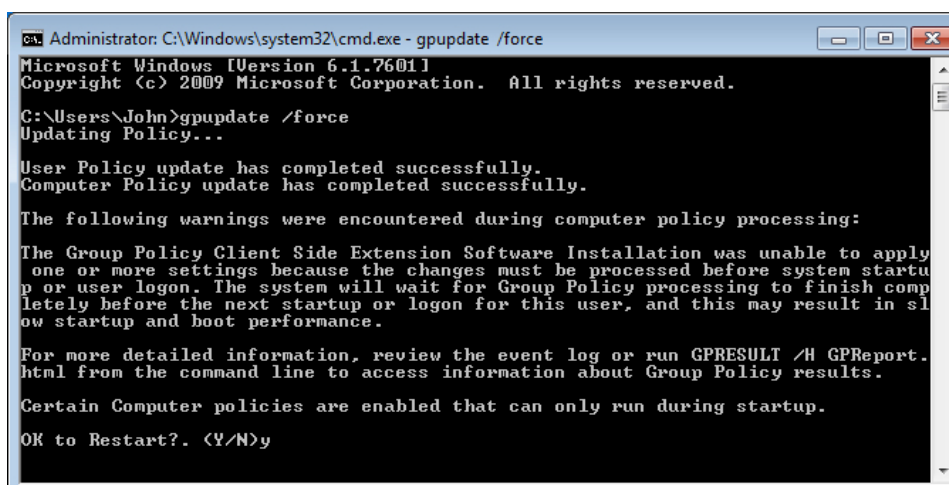 Administrator: C:\Windows\system32\cmd.exe - gpupdate /force
Microsoft Windows [Version 6.1.7601]
Copyright (c) 2009 Microsoft Corporation.  All rights reserved.
C:\Users\John>gpupdate /force
Updating Policy...
User Policy update has completed successfully.
Computer Policy update has completed successfully.
The following warnings were encountered during computer policy processing:
The Group Policy Client Side Extension Software Installation was unable to apply
 one or more settings because the changes must be processed before system startu
p or user logon. The system will wait for Group Policy processing to finish comp
letely before the next startup or logon for this user, and this may result in sl
ow startup and boot performance.
For more detailed information, review the event log or run GPRESULT /H GPReport.
html from the command line to access information about Group Policy results.
Certain Computer policies are enabled that can only run during startup.
OK to Restart?. (Y/N)y